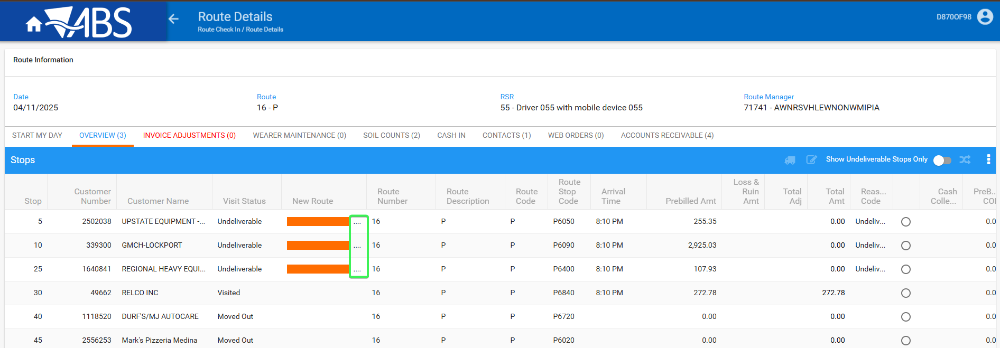 ABS
Route Details
Route Check In / Route Details
D870OF98
Route Information
Date Route RSR Route Manager
04/11/2025 16 - P 55 - Driver 055 with mobile device 055 71741 - AWNRSVHLEWNONWMIPIA
START MY DAY OVERVIEW (3) INVOICE ADJUSTMENTS (0) WEARER MAINTENANCE (0) SOIL COUNTS (2) CASH IN CONTACTS (1) WEB ORDERS (0) ACCOUNTS RECEIVABLE (4)
Stops Show Undeliverable Stops Only
Stop Customer Number Customer Name Visit Status New Route Route Number Route Description Route Code Route Stop Code Arrival Time Prebilled Amt Loss & Ruin Amt Total Adj Total Amt Reas... Code Cash Colle... PreB... COI
5 2502038 UPSTATE EQUIPMENT -... Undeliverable .... 16 P P P6050 8:10 PM 255.35 0.00 Undeliv... 0.0
10 339300 GMCH-LOCKPORT Undeliverable .... 16 P P P6090 8:10 PM 2,925.03 0.00 Undeliv... 0.0
25 1640841 REGIONAL HEAVY EQUI... Undeliverable .... 16 P P P6400 8:10 PM 107.93 0.00 Undeliv... 0.0
30 49662 RELCO INC Visited 16 P P P6840 8:10 PM 272.78 272.78 0.0
40 1118520 DURF'S/MJ AUTOCARE Moved Out 16 P P P6720 0.00 0.00 0.0
45 2556253 Mark's Pizzeria Medina Moved Out 16 P P P6020 0.00 0.00 0.0